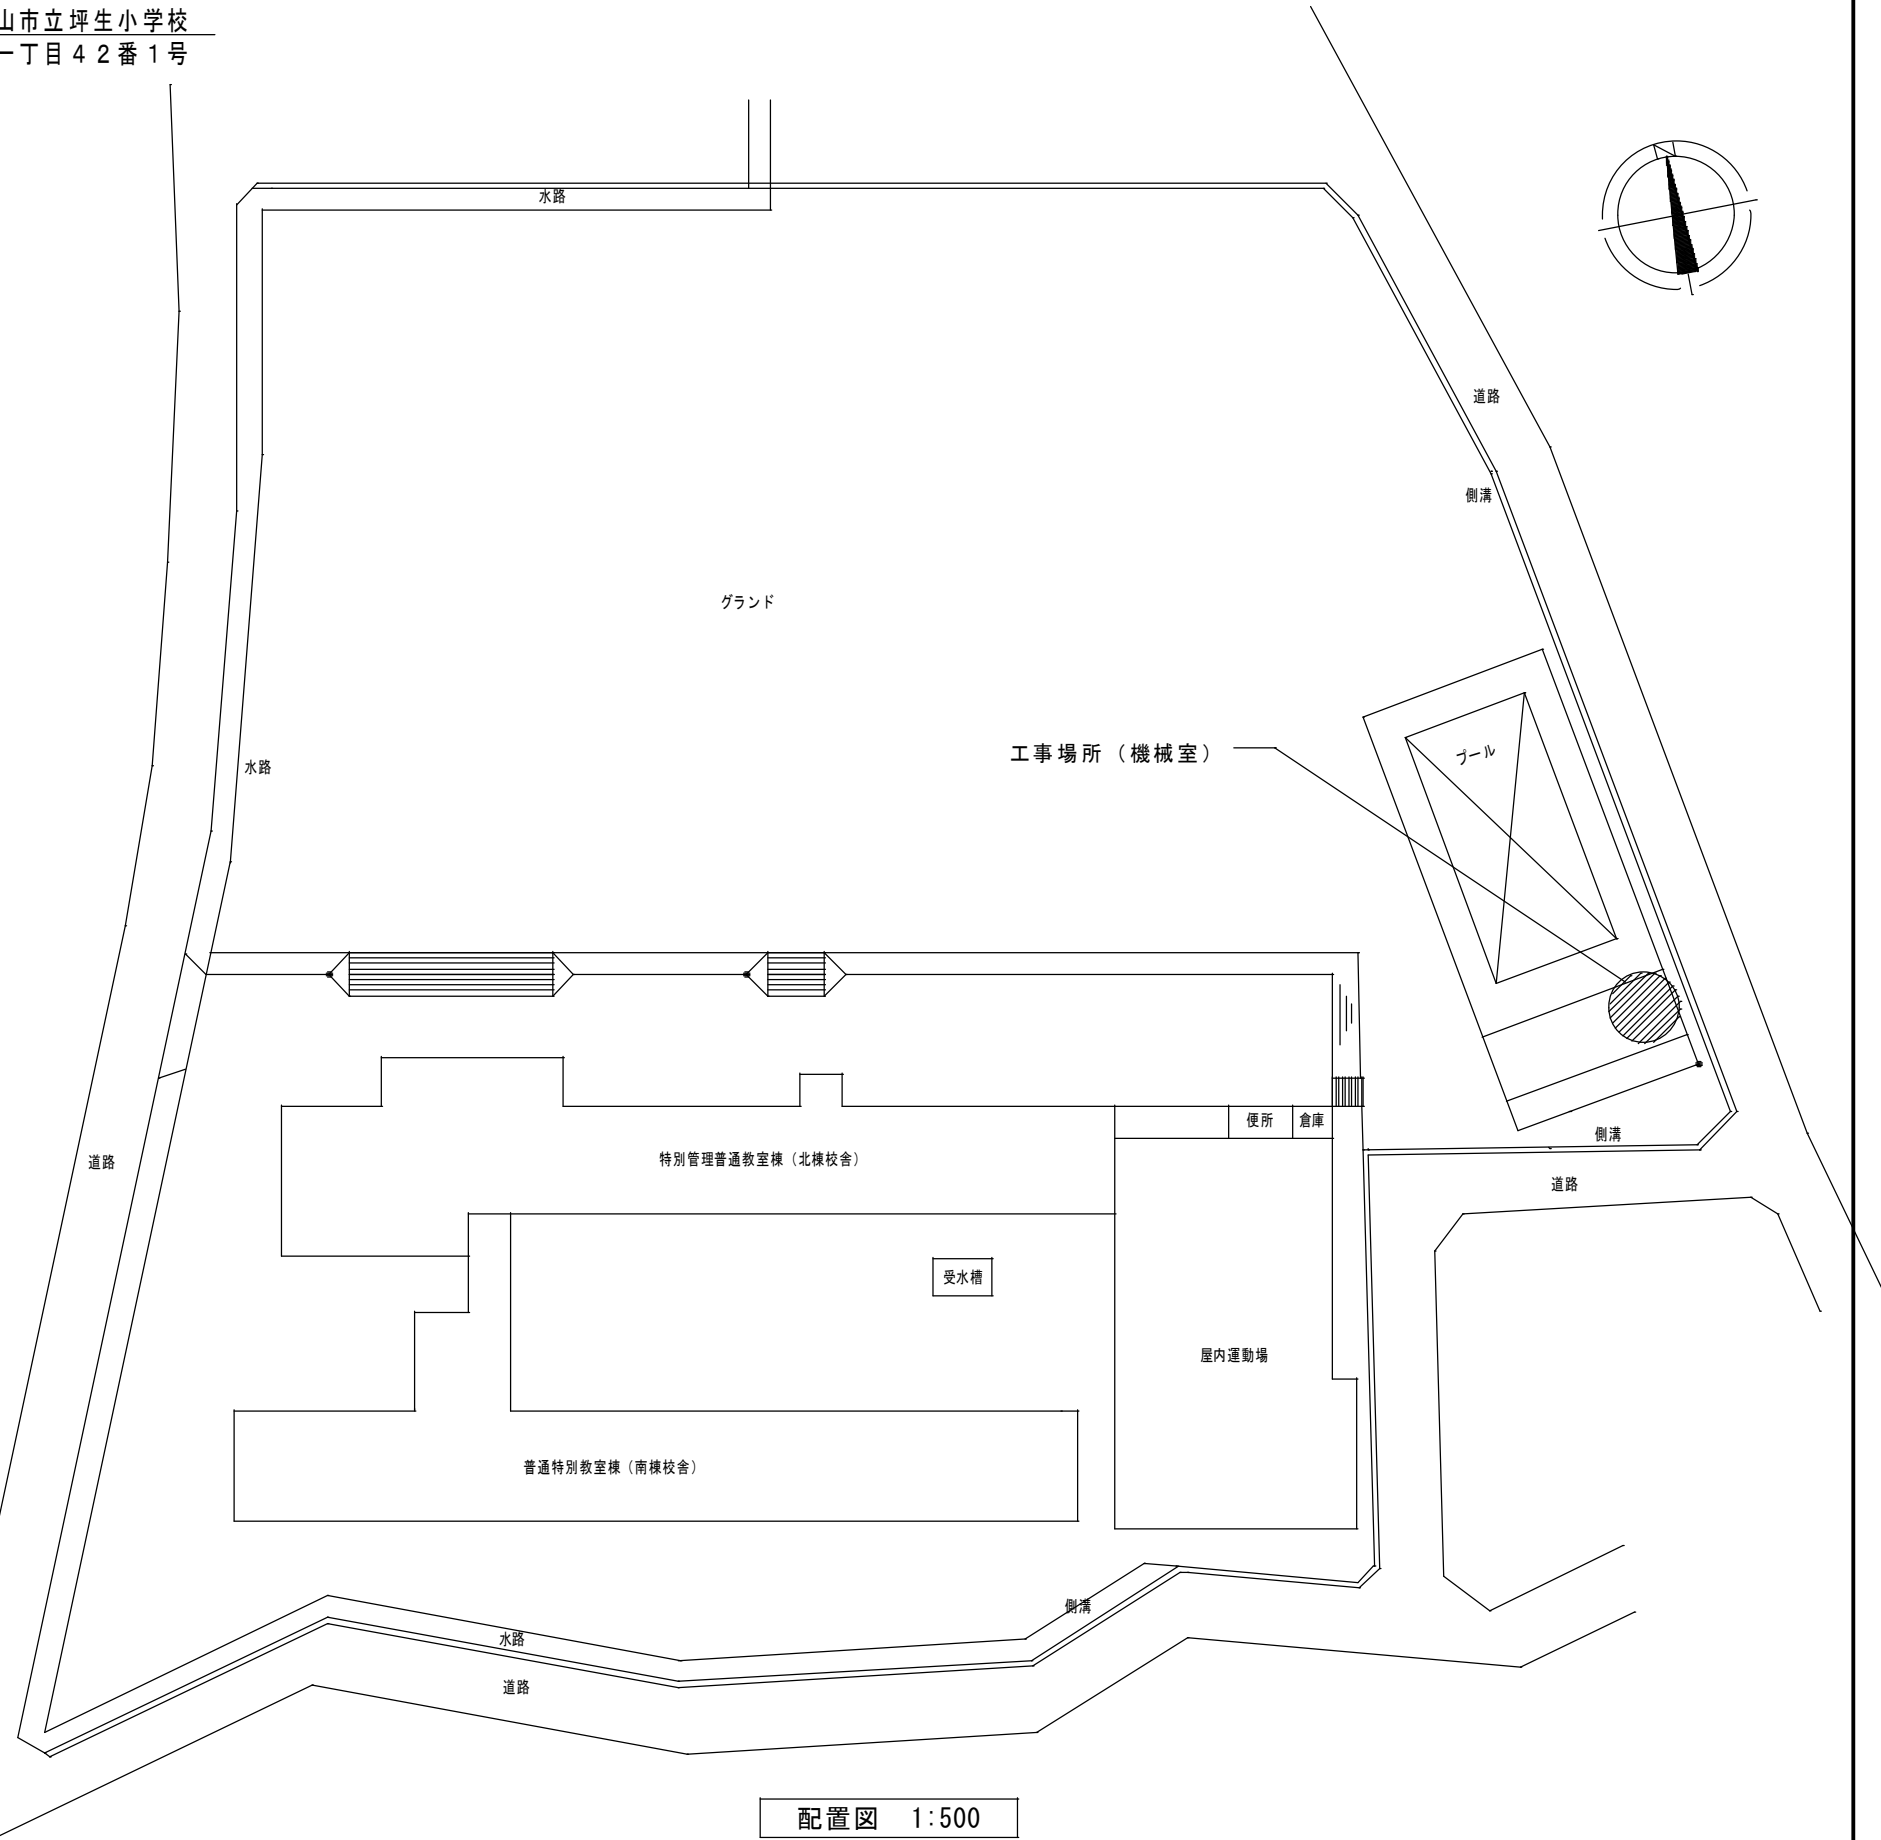 山市立坪生小学校
一丁目42番1号
水路
道路
側溝
グランド
工事場所（機械室）
プール
水路
便所
倉庫
側溝
特別管理普通教室棟（北棟校舎）
道路
道路
受水槽
屋内運動場
普通特別教室棟（南棟校舎）
側溝
水路
道路
配置図 1:500